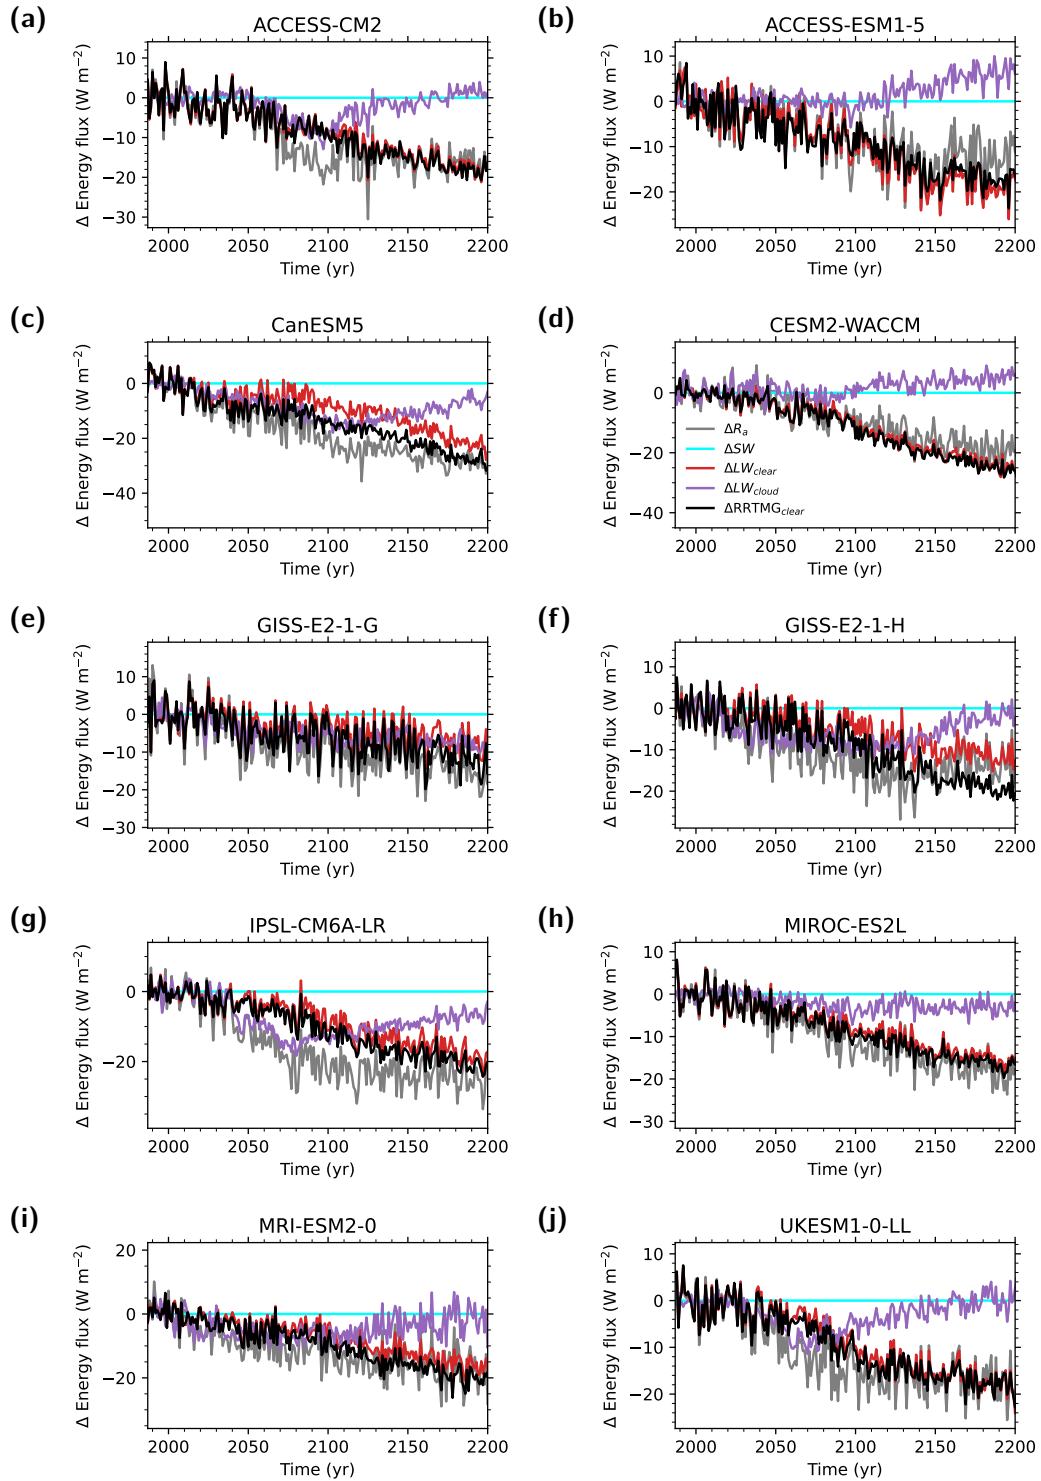 (a)
ACCESS-CM2
Δ Energy flux (W m⁻²)
10
0
−10
−20
−30
2000 2050 2100 2150 2200
Time (yr)
(b)
ACCESS-ESM1-5
Δ Energy flux (W m⁻²)
10
0
−10
−20
2000 2050 2100 2150 2200
Time (yr)
(c)
CanESM5
Δ Energy flux (W m⁻²)
0
−20
−40
2000 2050 2100 2150 2200
Time (yr)
(d)
CESM2-WACCM
Δ Energy flux (W m⁻²)
0
−20
−40
ΔR_a
ΔSW
ΔLW_clear
ΔLW_cloud
ΔRRTMG_clear
2000 2050 2100 2150 2200
Time (yr)
(e)
GISS-E2-1-G
Δ Energy flux (W m⁻²)
10
0
−10
−20
−30
2000 2050 2100 2150 2200
Time (yr)
(f)
GISS-E2-1-H
Δ Energy flux (W m⁻²)
10
0
−10
−20
2000 2050 2100 2150 2200
Time (yr)
(g)
IPSL-CM6A-LR
Δ Energy flux (W m⁻²)
0
−20
2000 2050 2100 2150 2200
Time (yr)
(h)
MIROC-ES2L
Δ Energy flux (W m⁻²)
10
0
−10
−20
−30
2000 2050 2100 2150 2200
Time (yr)
(i)
MRI-ESM2-0
Δ Energy flux (W m⁻²)
20
0
−20
2000 2050 2100 2150 2200
Time (yr)
(j)
UKESM1-0-LL
Δ Energy flux (W m⁻²)
10
0
−10
−20
2000 2050 2100 2150 2200
Time (yr)